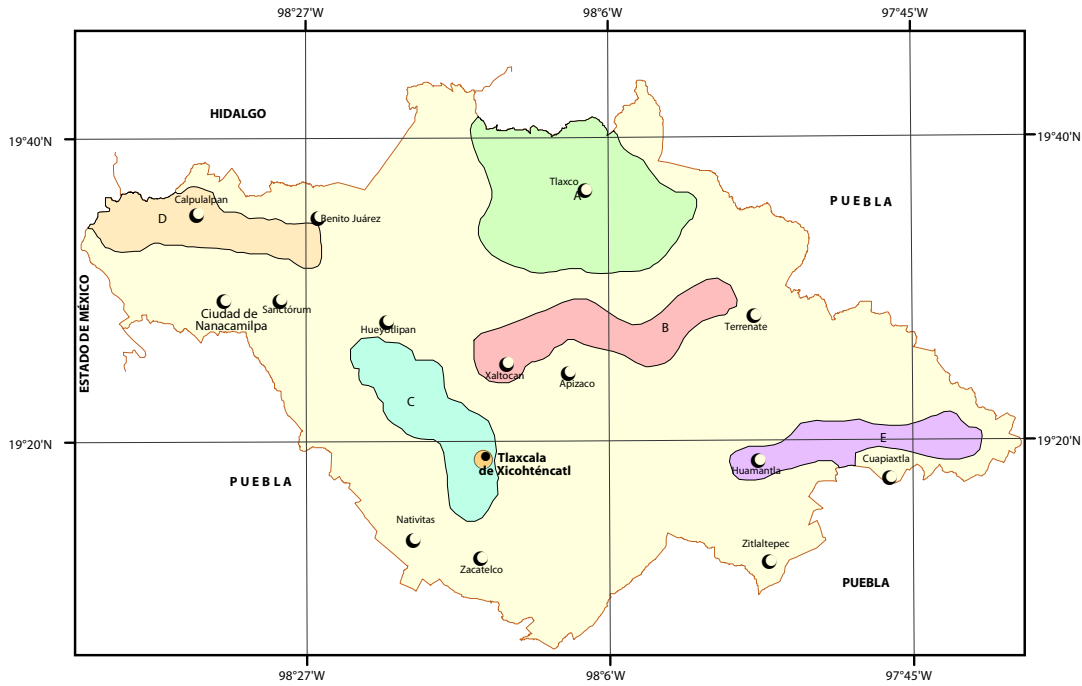 98°27'W
98°6'W
97°45'W
HIDALGO
19°40'N
19°40'N
Tlaxco
A
Calpulalpan
PUEBLA
D
Benito Juárez
ESTADO DE MÉXICO
Sanctórum
Ciudad de
Nanacamilpa
Hueyotlipan
Terrenate
B
Xaltocan
Apizaco
C
19°20'N
19°20'N
E
Tlaxcala
de Xicohténcatl
Cuapiaxtla
Huamantla
PUEBLA
Nativitas
Zitlaltepec
Zacatelco
PUEBLA
98°27'W
98°6'W
97°45'W